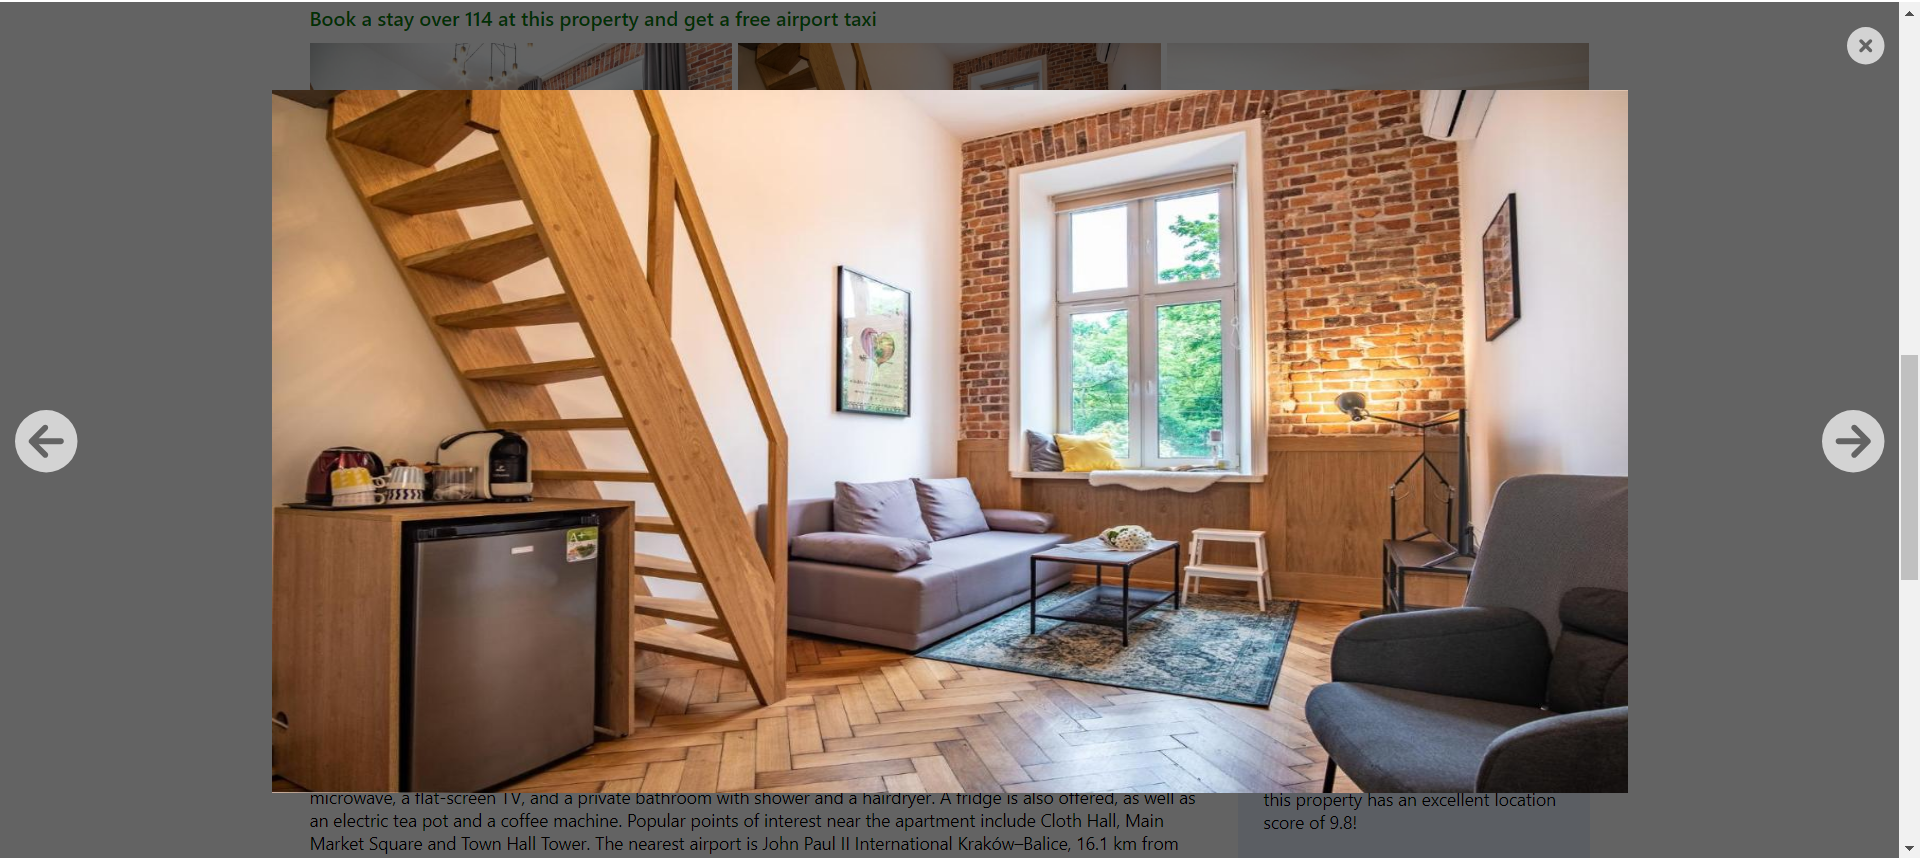 Book a stay over 114 at this property and get a free airport taxi
A+
microwave, a flat-screen TV, and a private bathroom with shower and a hairdryer. A fridge is also offered, as well as
an electric tea pot and a coffee machine. Popular points of interest near the apartment include Cloth Hall, Main
Market Square and Town Hall Tower. The nearest airport is John Paul II International Kraków–Balice, 16.1 km from
this property has an excellent location
score of 9.8!